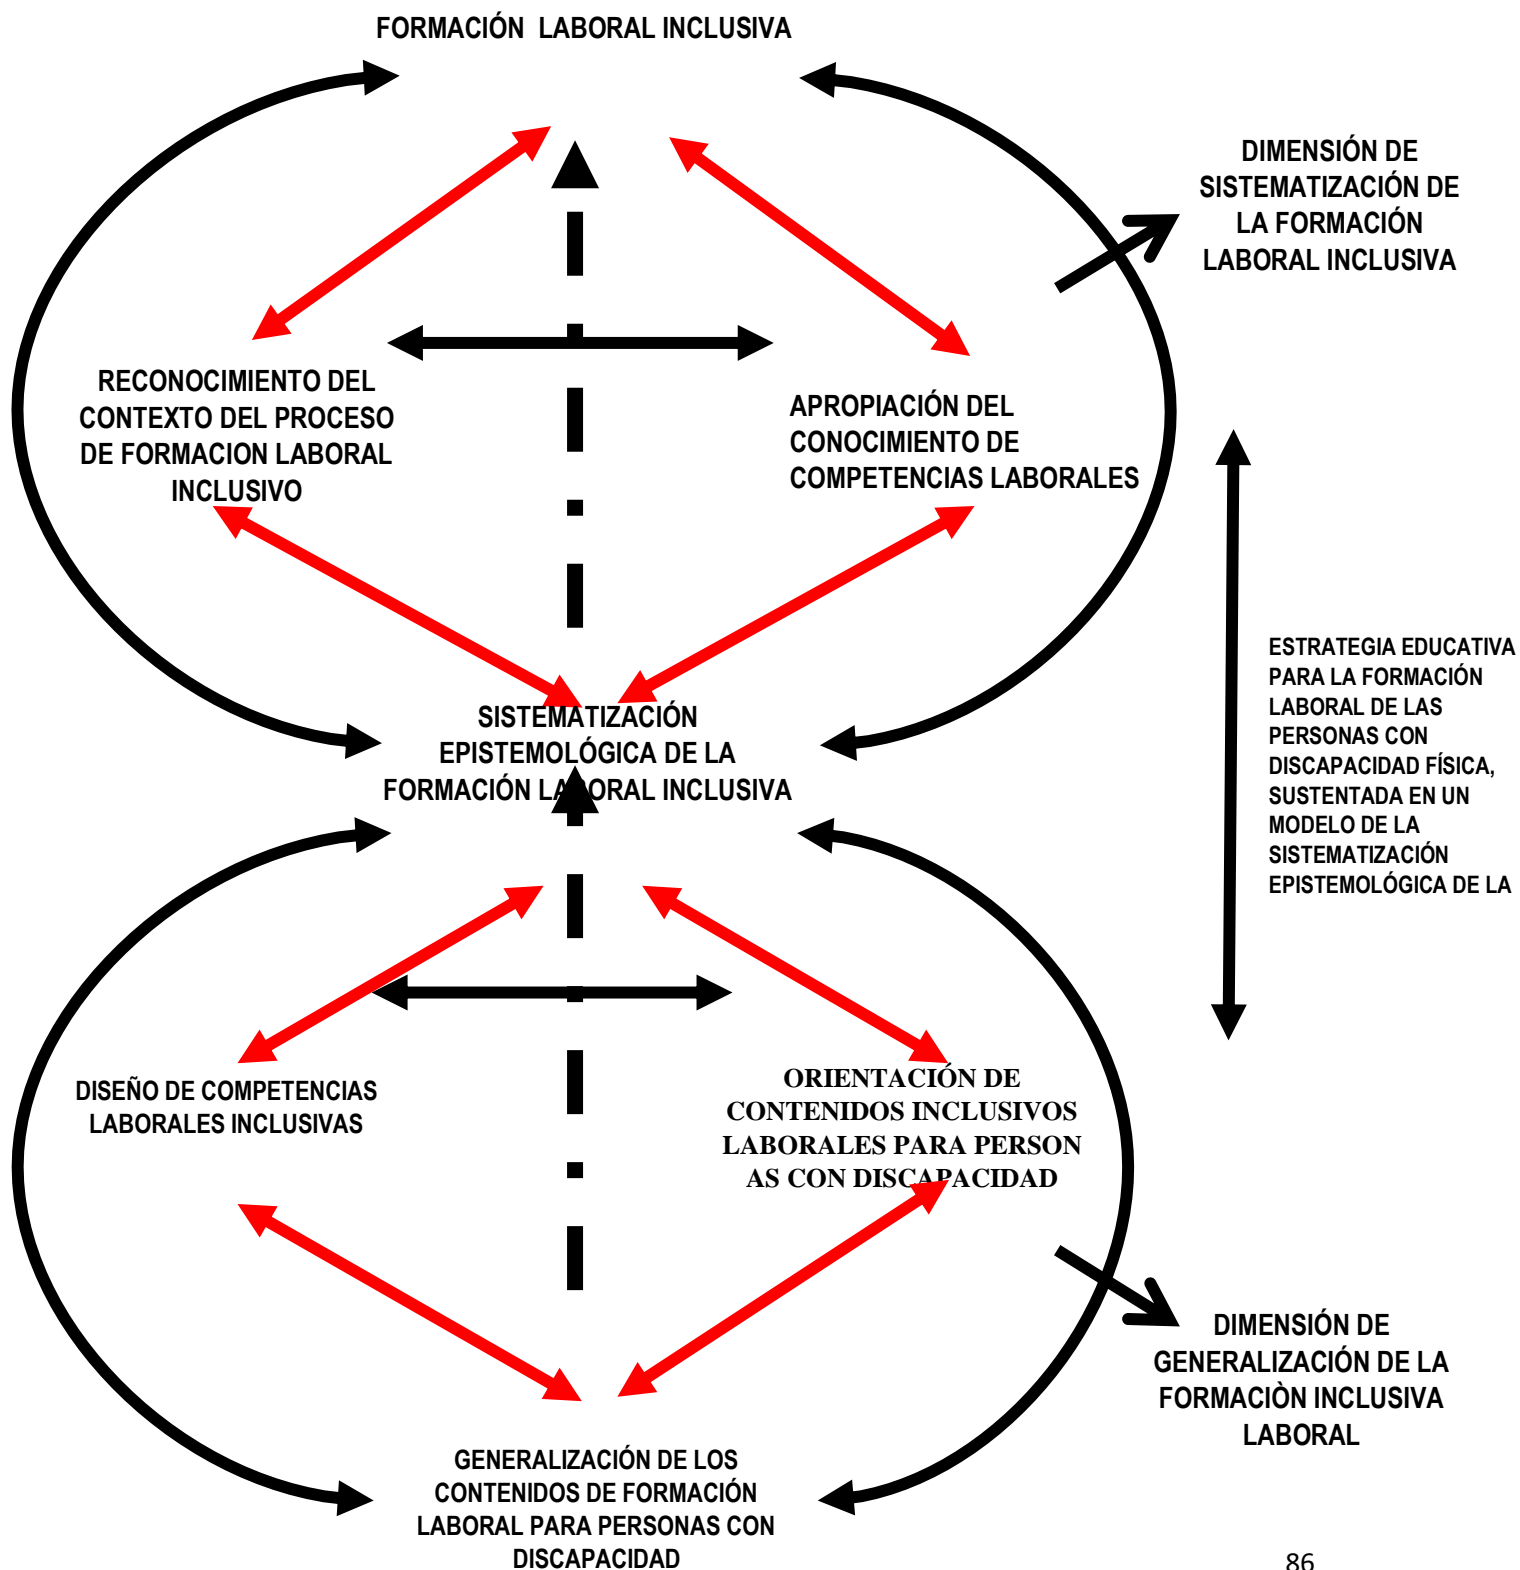 FORMACIÓN LABORAL INCLUSIVA
DIMENSIÓN DE
SISTEMATIZACIÓN DE
LA FORMACIÓN
LABORAL INCLUSIVA
RECONOCIMIENTO DEL
CONTEXTO DEL PROCESO
DE FORMACION LABORAL
INCLUSIVO
APROPIACIÓN DEL
CONOCIMIENTO DE
COMPETENCIAS LABORALES
SISTEMATIZACIÓN
EPISTEMOLÓGICA DE LA
FORMACIÓN LABORAL INCLUSIVA
ESTRATEGIA EDUCATIVA
PARA LA FORMACIÓN
LABORAL DE LAS
PERSONAS CON
DISCAPACIDAD FÍSICA,
SUSTENTADA EN UN
MODELO DE LA
SISTEMATIZACIÓN
EPISTEMOLÓGICA DE LA
DISEÑO DE COMPETENCIAS
LABORALES INCLUSIVAS
ORIENTACIÓN DE
CONTENIDOS INCLUSIVOS
LABORALES PARA PERSON
AS CON DISCAPACIDAD
DIMENSIÓN DE
GENERALIZACIÓN DE LA
FORMACIÒN INCLUSIVA
LABORAL
GENERALIZACIÓN DE LOS
CONTENIDOS DE FORMACIÓN
LABORAL PARA PERSONAS CON
DISCAPACIDAD
86